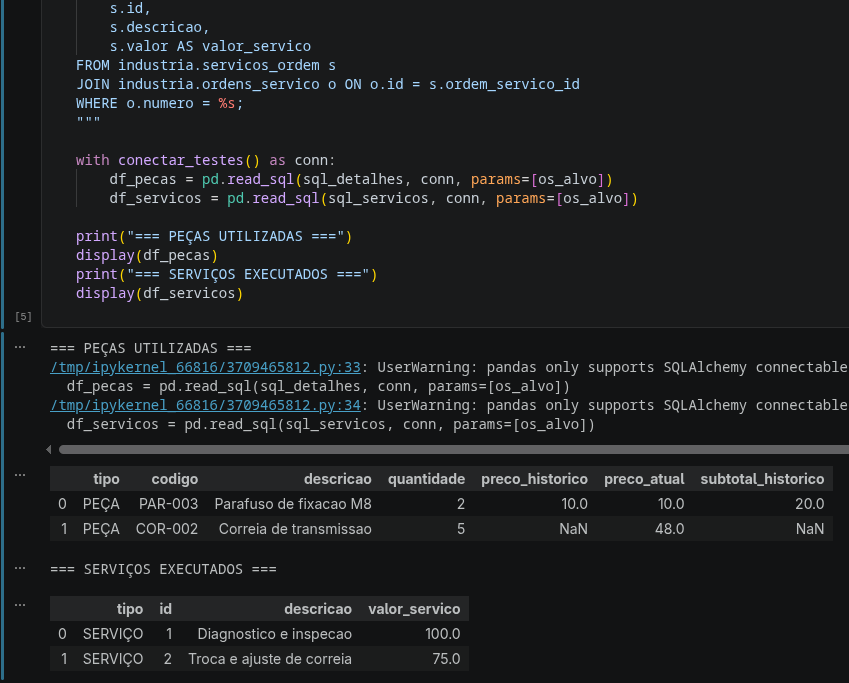 s.id,
s.descricao,
s.valor AS valor_servico
FROM industria.servicos_ordem s
JOIN industria.ordens_servico o ON o.id = s.ordem_servico_id
WHERE o.numero = %s;
"""
with conectar_testes() as conn:
df_pecas = pd.read_sql(sql_detalhes, conn, params=[os_alvo])
df_servicos = pd.read_sql(sql_servicos, conn, params=[os_alvo])
print("=== PEÇAS UTILIZADAS ===")
display(df_pecas)
print("=== SERVIÇOS EXECUTADOS ===")
display(df_servicos)
[5]
=== PEÇAS UTILIZADAS ===
/tmp/ipykernel_66816/3709465812.py:33: UserWarning: pandas only supports SQLAlchemy connectable
df_pecas = pd.read_sql(sql_detalhes, conn, params=[os_alvo])
/tmp/ipykernel_66816/3709465812.py:34: UserWarning: pandas only supports SQLAlchemy connectable
df_servicos = pd.read_sql(sql_servicos, conn, params=[os_alvo])
tipo codigo descricao quantidade preco_historico preco_atual subtotal_historico
0 PEÇA PAR-003 Parafuso de fixacao M8 2 10.0 10.0 20.0
1 PEÇA COR-002 Correia de transmissao 5 NaN 48.0 NaN
=== SERVIÇOS EXECUTADOS ===
tipo id descricao valor_servico
0 SERVIÇO 1 Diagnostico e inspecao 100.0
1 SERVIÇO 2 Troca e ajuste de correia 75.0